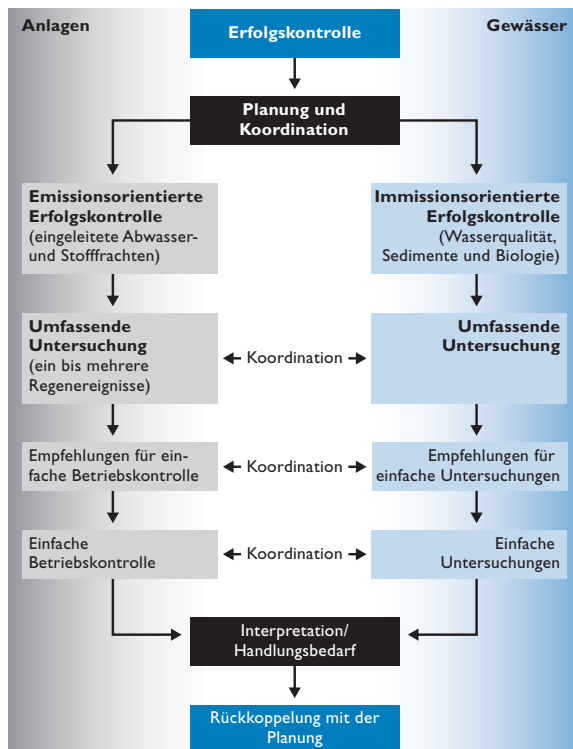 Anlagen
Erfolgskontrolle
Gewässer
Planung und
Koordination
Emissionsorientierte
Erfolgskontrolle
(eingeleitete Abwasser-
und Stofffrachten)
Immissionsorientierte
Erfolgskontrolle
(Wasserqualität,
Sedimente und Biologie)
Umfassende
Untersuchung
(ein bis mehrere
Regenereignisse)
Koordination
Umfassende
Untersuchung
Empfehlungen für ein-
fache Betriebskontrolle
Koordination
Empfehlungen für
einfache Untersuchungen
Einfache
Betriebskontrolle
Koordination
Einfache
Untersuchungen
Interpretation/
Handlungsbedarf
Rückkoppelung mit der
Planung